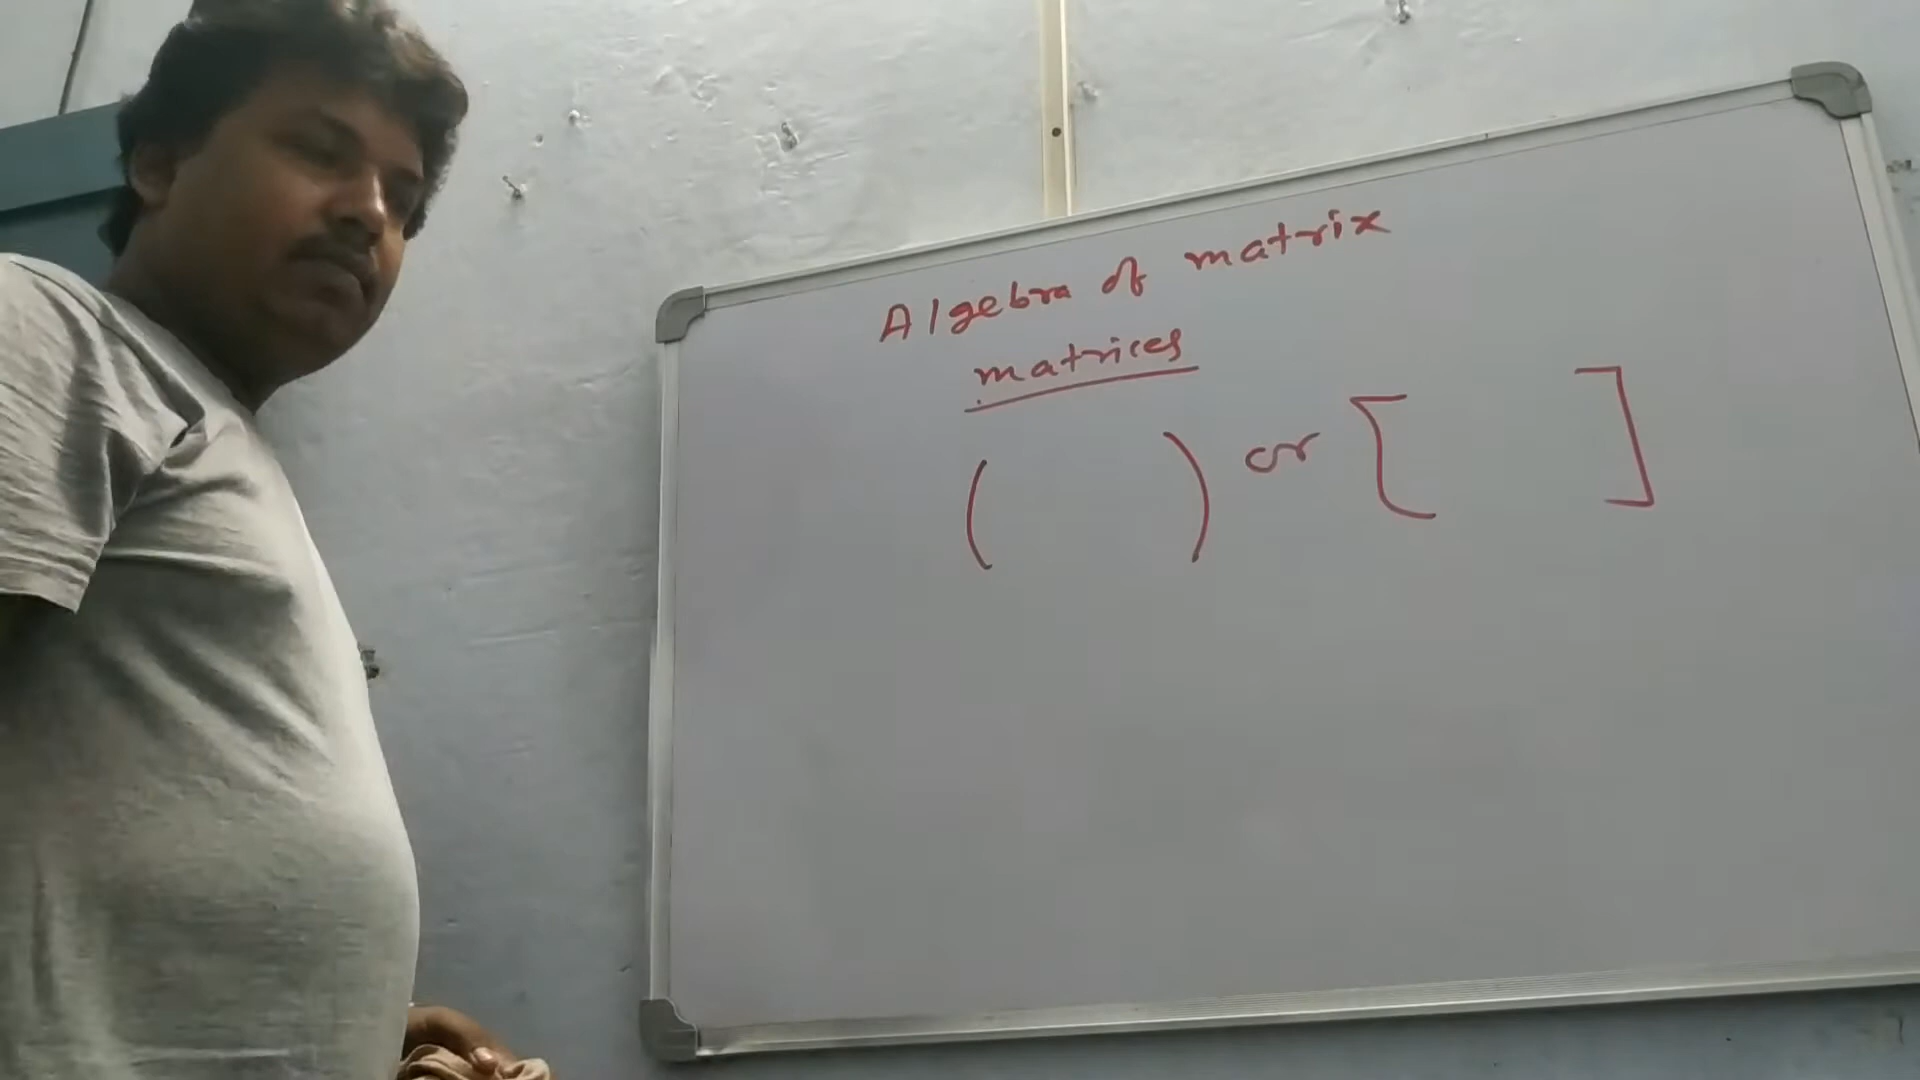 Algebra of matrix
matrices
( ) or [ ]